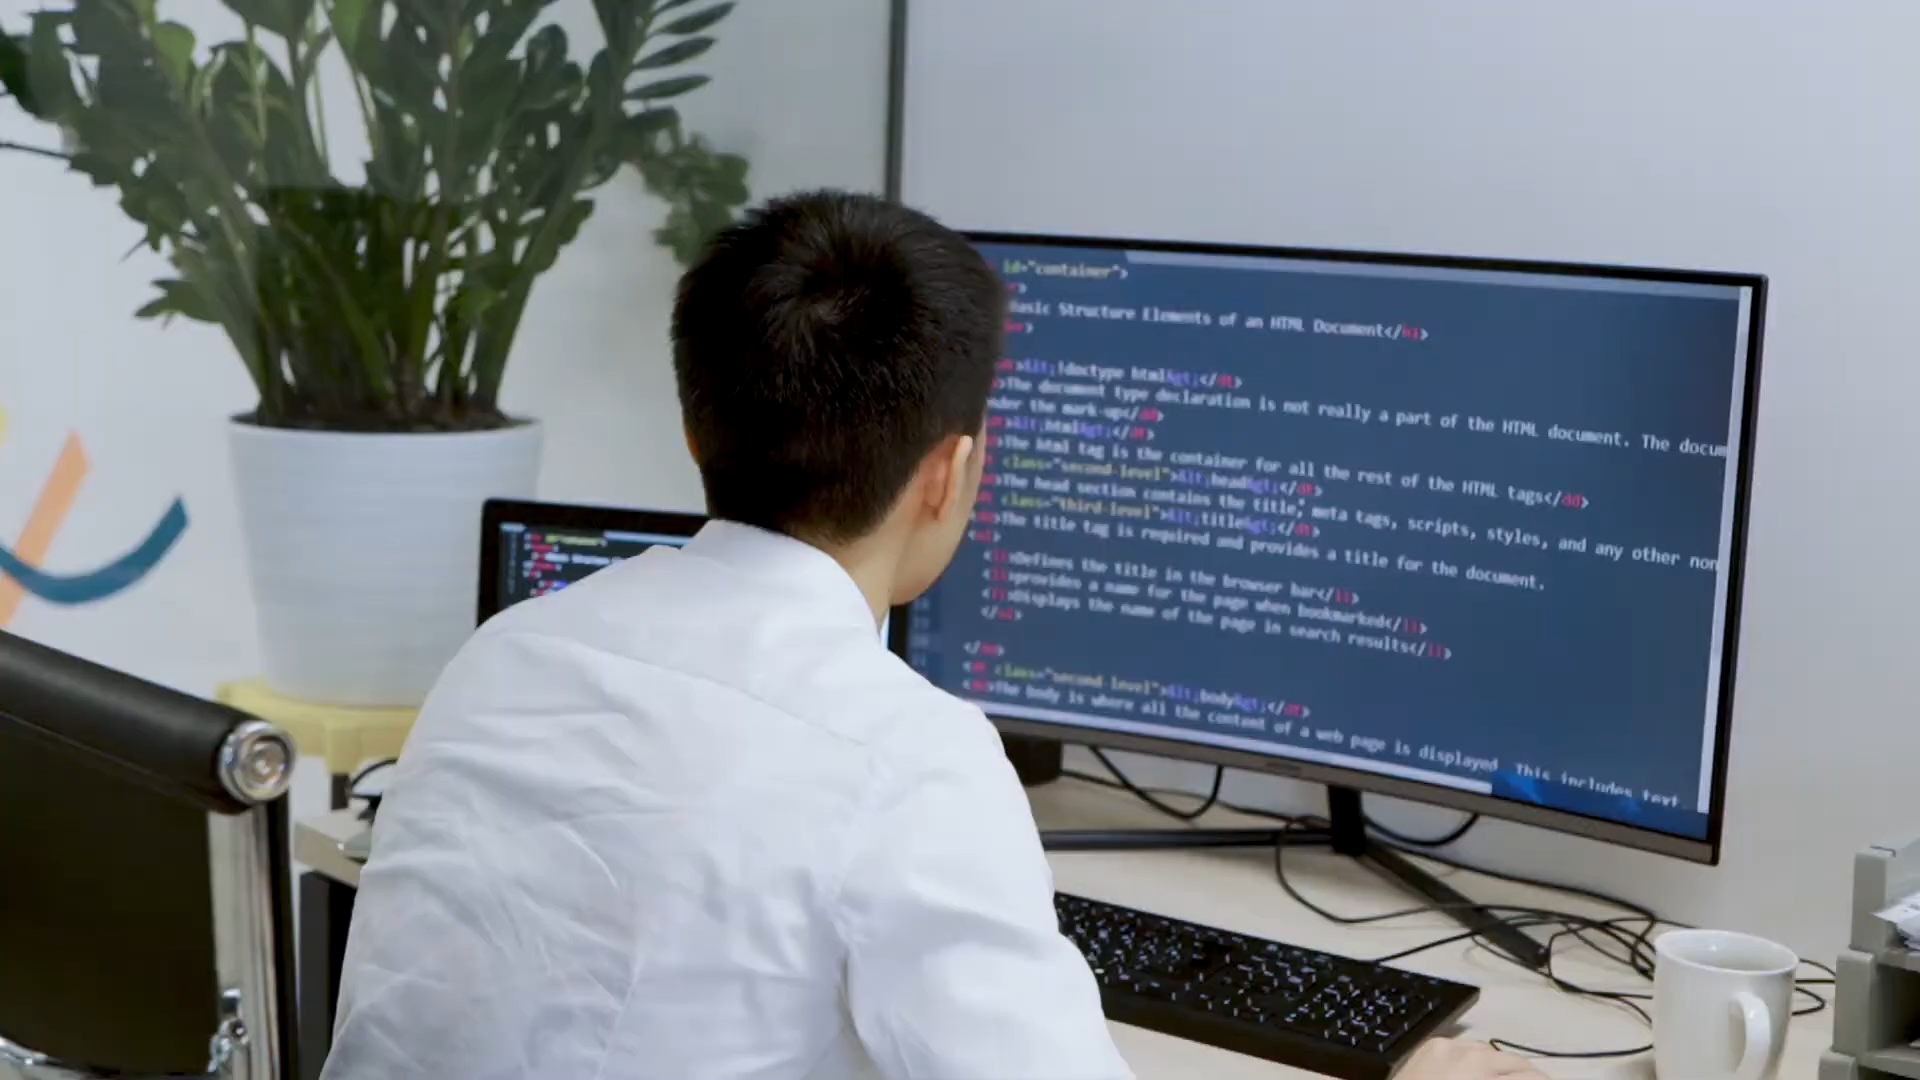 id="container">
r>
Basic Structure Elements of an HTML Document</h1>
er>
&lt;!doctype html&gt;</dt>
>The document type declaration is not really a part of the HTML document. The docum
nder the mark-up</dd>
&lt;html&gt;</dt>
>The html tag is the container for all the rest of the HTML tags</dd>
class="second-level">&lt;head&gt;</dt>
>The head section contains the title, meta tags, scripts, styles, and any other non
class="third-level">&lt;title&gt;</dt>
>The title tag is required and provides a title for the document.
<li>Defines the title in the browser bar</li>
<li>provides a name for the page when bookmarked</li>
<li>Displays the name of the page in search results</li>
</ul>
</dd>
<dt class="second-level">&lt;body&gt;</dt>
<dd>The body is where all the content of a web page is displayed. This includes text,